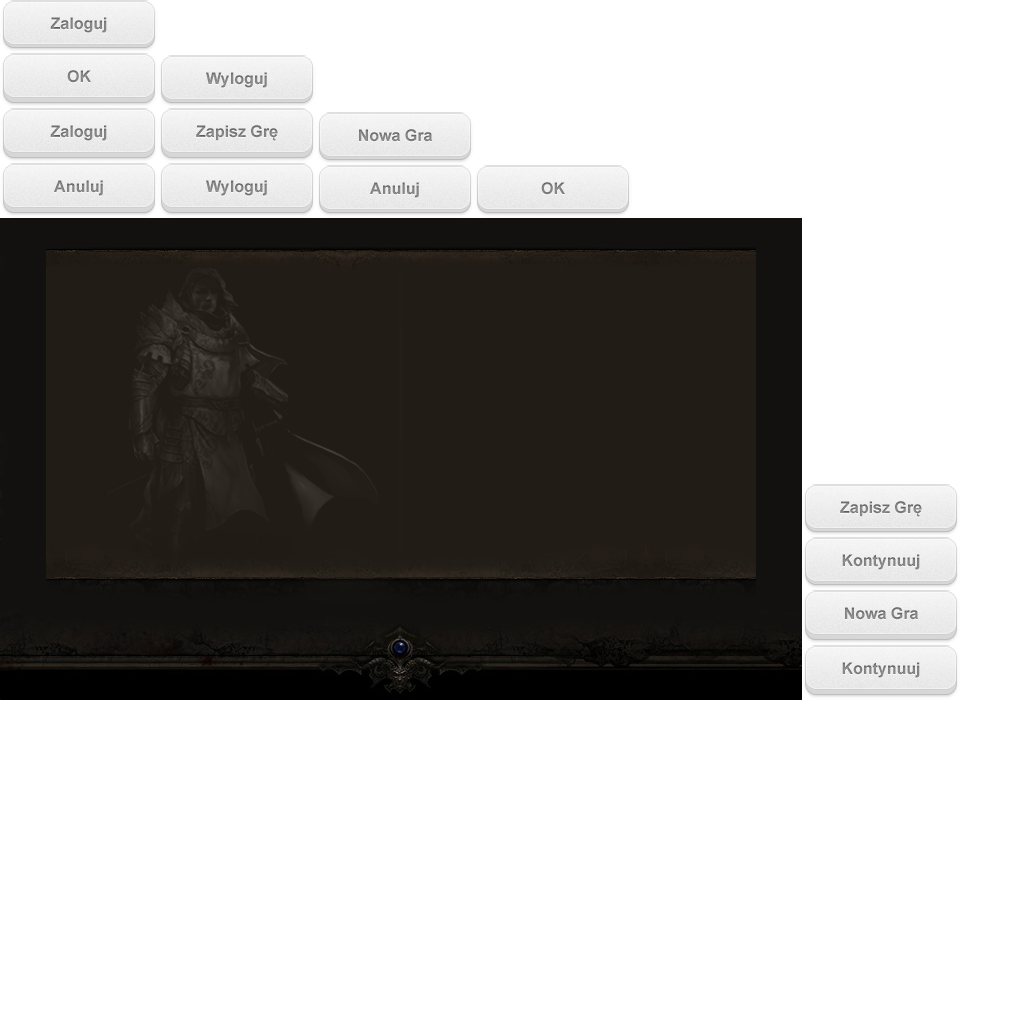 Zaloguj
OK
Wyloguj
Zaloguj
Zapisz Grę
Nowa Gra
Anuluj
Wyloguj
Anuluj
OK
Zapisz Grę
Kontynuuj
Nowa Gra
Kontynuuj